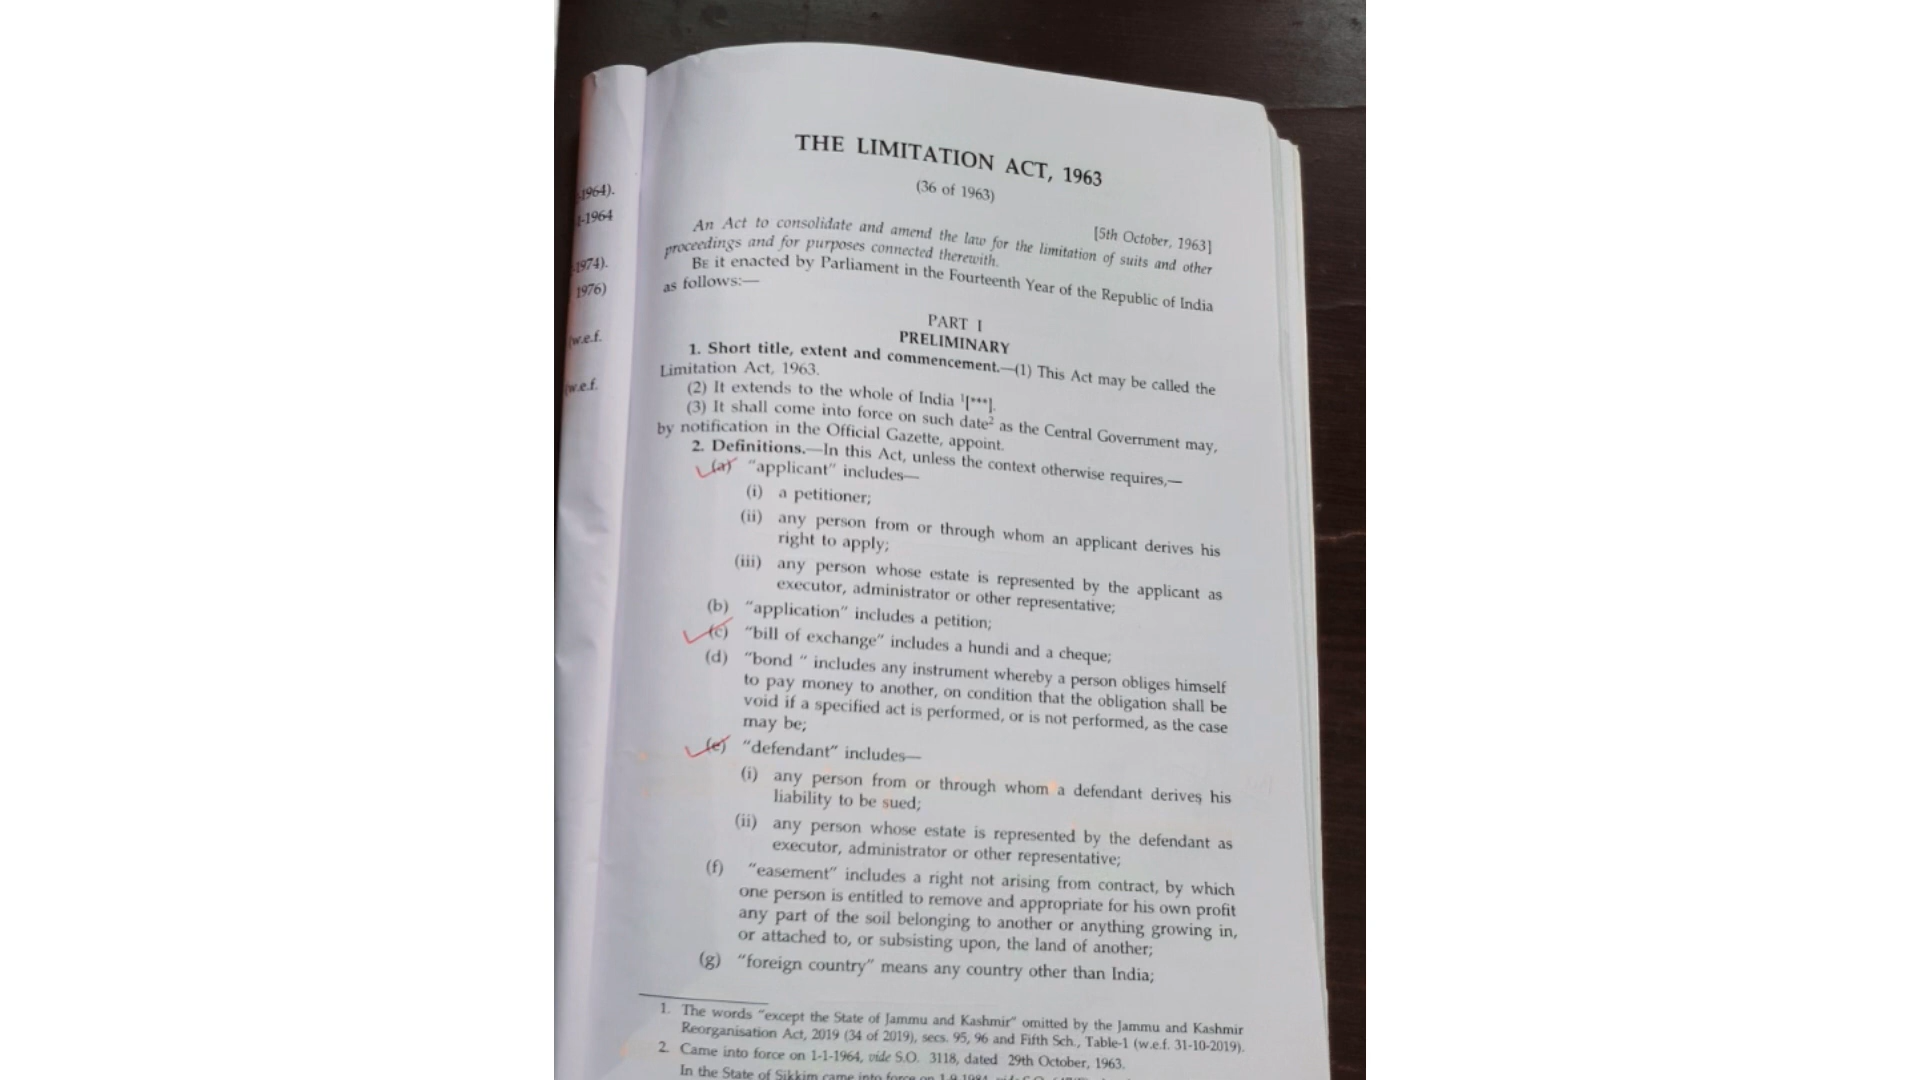 1964).
1-1964
1974).
1976)
(w.e.f.
w.e.f.
THE LIMITATION ACT, 1963
(36 of 1963)
[5th October, 1963]
An Act to consolidate and amend the law for the limitation of suits and other
proceedings and for purposes connected therewith.
BE it enacted by Parliament in the Fourteenth Year of the Republic of India
as follows:—
PART I
PRELIMINARY
1. Short title, extent and commencement.—(1) This Act may be called the
Limitation Act, 1963.
(2) It extends to the whole of India ¹[***].
(3) It shall come into force on such date² as the Central Government may,
by notification in the Official Gazette, appoint.
2. Definitions.—In this Act, unless the context otherwise requires,—
(a) "applicant" includes—
(i) a petitioner;
(ii) any person from or through whom an applicant derives his
right to apply;
(iii) any person whose estate is represented by the applicant as
executor, administrator or other representative;
(b) "application" includes a petition;
(c) "bill of exchange" includes a hundi and a cheque;
(d) "bond " includes any instrument whereby a person obliges himself
to pay money to another, on condition that the obligation shall be
void if a specified act is performed, or is not performed, as the case
may be;
(e) "defendant" includes—
(i) any person from or through whom a defendant derives his
liability to be sued;
(ii) any person whose estate is represented by the defendant as
executor, administrator or other representative;
(f) "easement" includes a right not arising from contract, by which
one person is entitled to remove and appropriate for his own profit
any part of the soil belonging to another or anything growing in,
or attached to, or subsisting upon, the land of another;
(g) "foreign country" means any country other than India;
1. The words "except the State of Jammu and Kashmir" omitted by the Jammu and Kashmir
Reorganisation Act, 2019 (34 of 2019), secs. 95, 96 and Fifth Sch., Table-1 (w.e.f. 31-10-2019).
2. Came into force on 1-1-1964, vide S.O. 3118, dated 29th October, 1963.
In the State of Sikkim came into force on